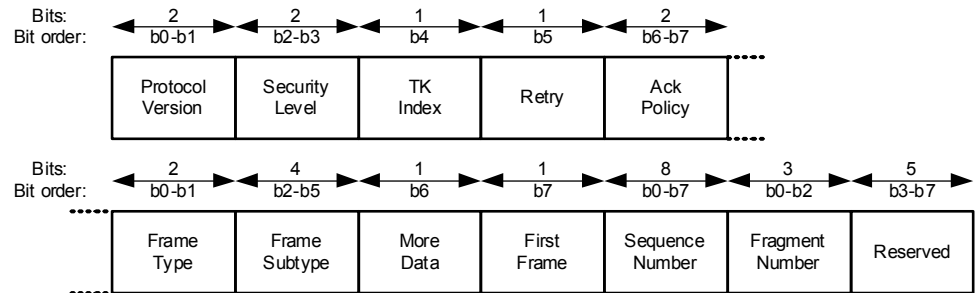 Bits: 2 2 1 1 2
Bit order: b0-b1 b2-b3 b4 b5 b6-b7
Protocol Version Security Level TK Index Retry Ack Policy
Bits: 2 4 1 1 8 3 5
Bit order: b0-b1 b2-b5 b6 b7 b0-b7 b0-b2 b3-b7
Frame Type Frame Subtype More Data First Frame Sequence Number Fragment Number Reserved